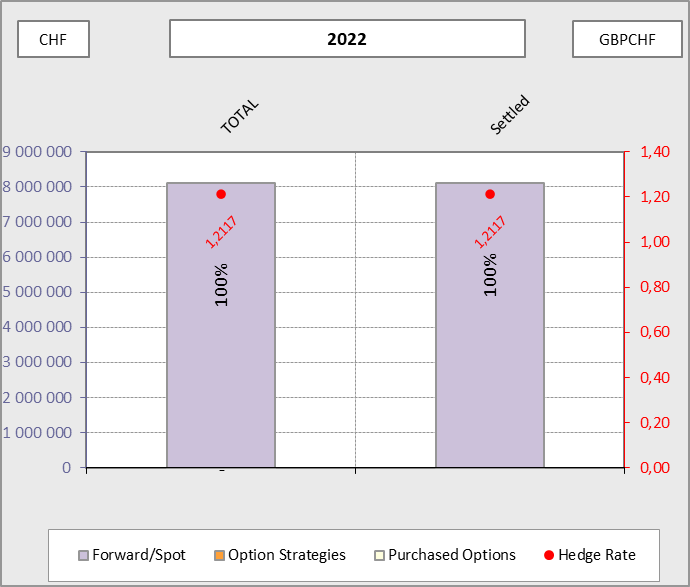 CHF 2022 GBPCHF
TOTAL Settled
9 000 000 1,40
8 000 000 1,20
7 000 000 1,00
6 000 000 0,80
5 000 000 0,60
4 000 000 0,40
3 000 000 0,20
2 000 000 0,00
1 000 000
0
1,2117 1,2117
100% 100%
-
Forward/Spot Option Strategies Purchased Options Hedge Rate